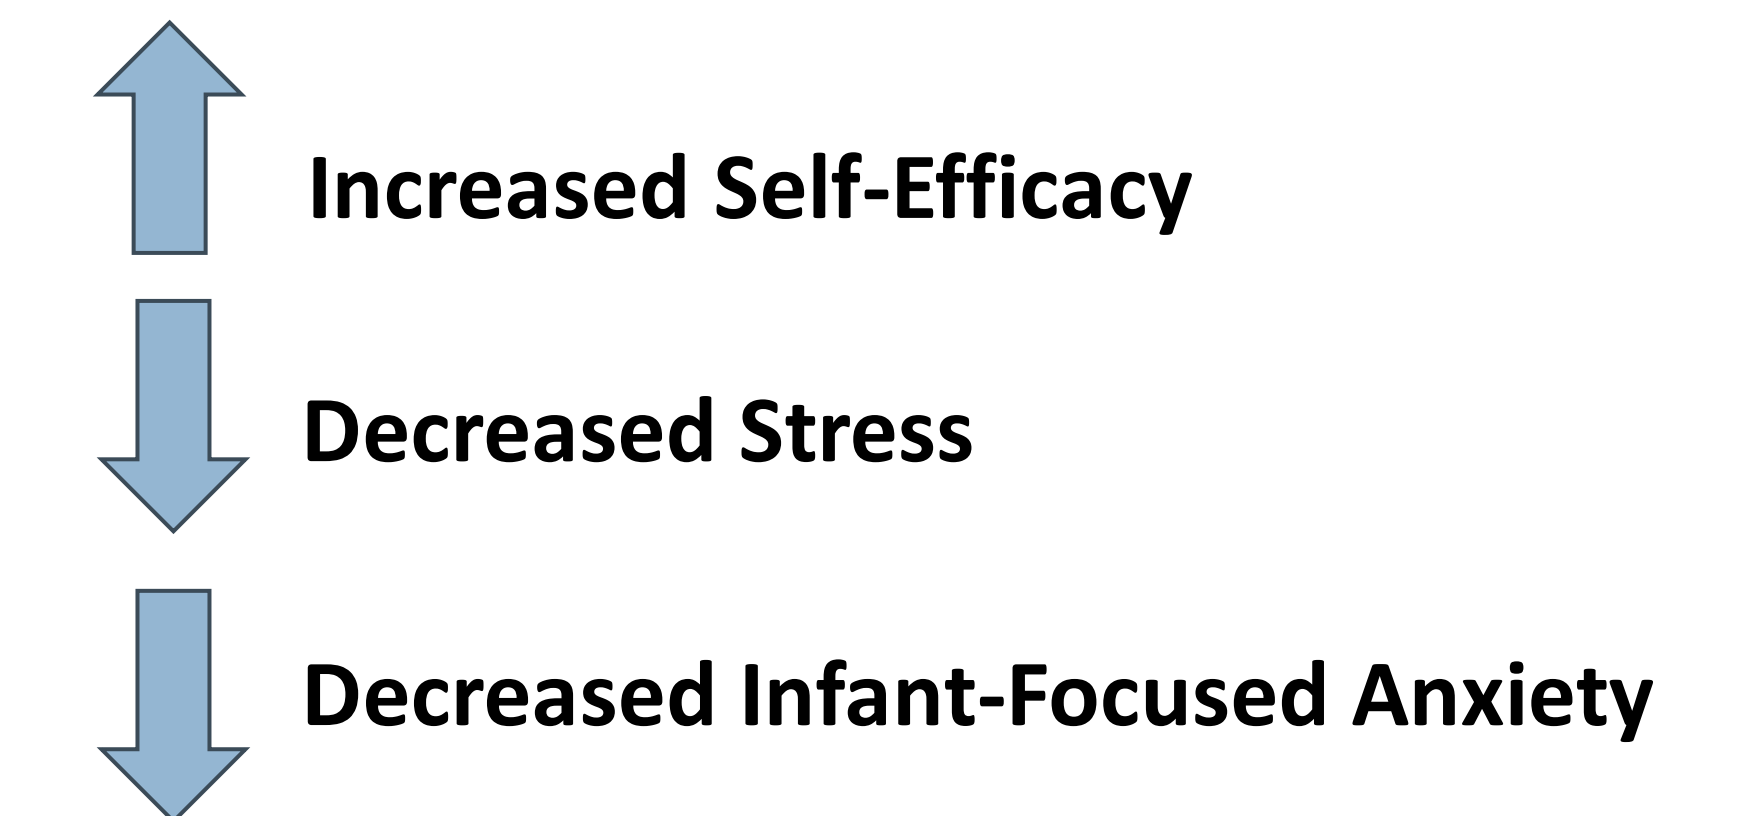 Increased Self-Efficacy
Decreased Stress
Decreased Infant-Focused Anxiety